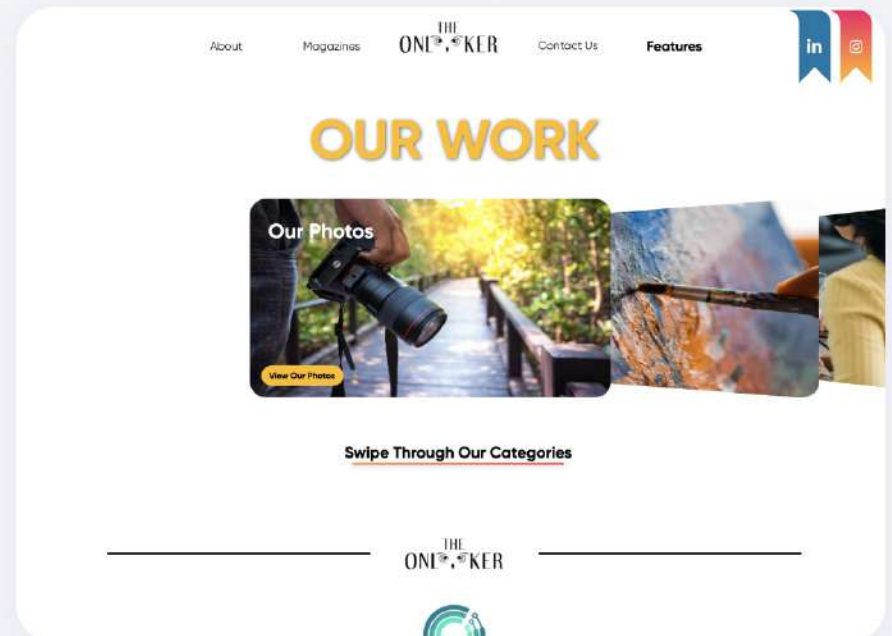 About
Magazines
THE
ONLOOKER
Contact Us
Features
in
OUR WORK
Our Photos
View Our Photos
Swipe Through Our Categories
THE
ONLOOKER